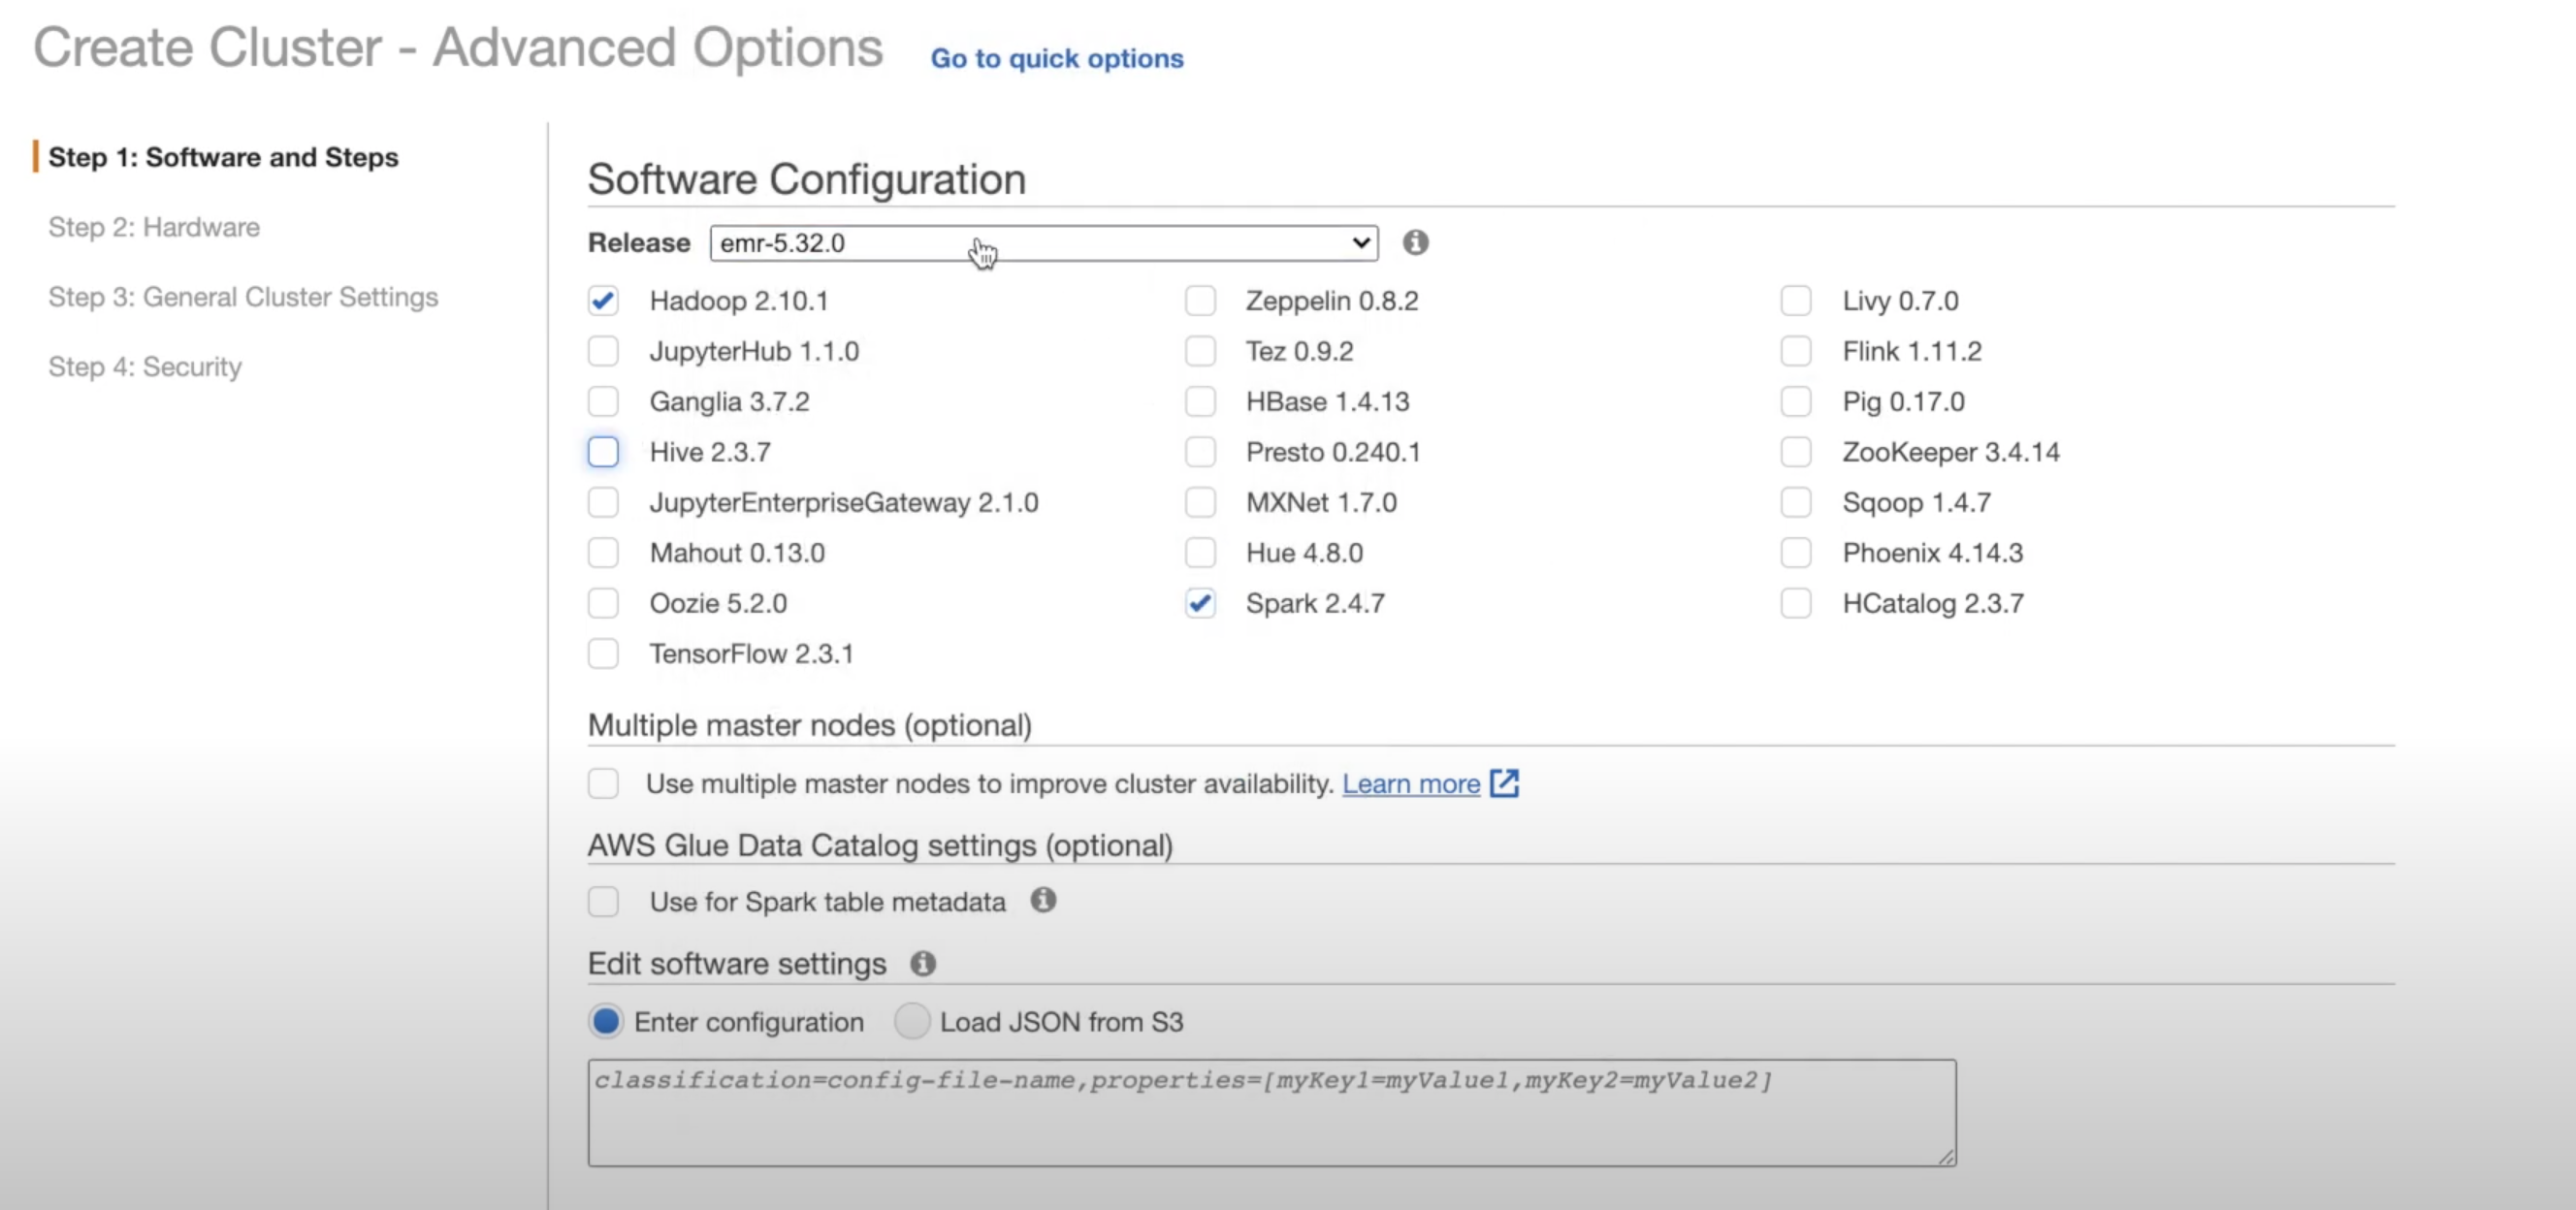 Create Cluster - Advanced Options Go to quick options
Step 1: Software and Steps
Step 2: Hardware
Step 3: General Cluster Settings
Step 4: Security
Software Configuration
Release emr-5.32.0
Hadoop 2.10.1 Zeppelin 0.8.2 Livy 0.7.0
JupyterHub 1.1.0 Tez 0.9.2 Flink 1.11.2
Ganglia 3.7.2 HBase 1.4.13 Pig 0.17.0
Hive 2.3.7 Presto 0.240.1 ZooKeeper 3.4.14
JupyterEnterpriseGateway 2.1.0 MXNet 1.7.0 Sqoop 1.4.7
Mahout 0.13.0 Hue 4.8.0 Phoenix 4.14.3
Oozie 5.2.0 Spark 2.4.7 HCatalog 2.3.7
TensorFlow 2.3.1
Multiple master nodes (optional)
Use multiple master nodes to improve cluster availability. Learn more
AWS Glue Data Catalog settings (optional)
Use for Spark table metadata
Edit software settings
Enter configuration Load JSON from S3
classification=config-file-name,properties=[myKey1=myValue1,myKey2=myValue2]